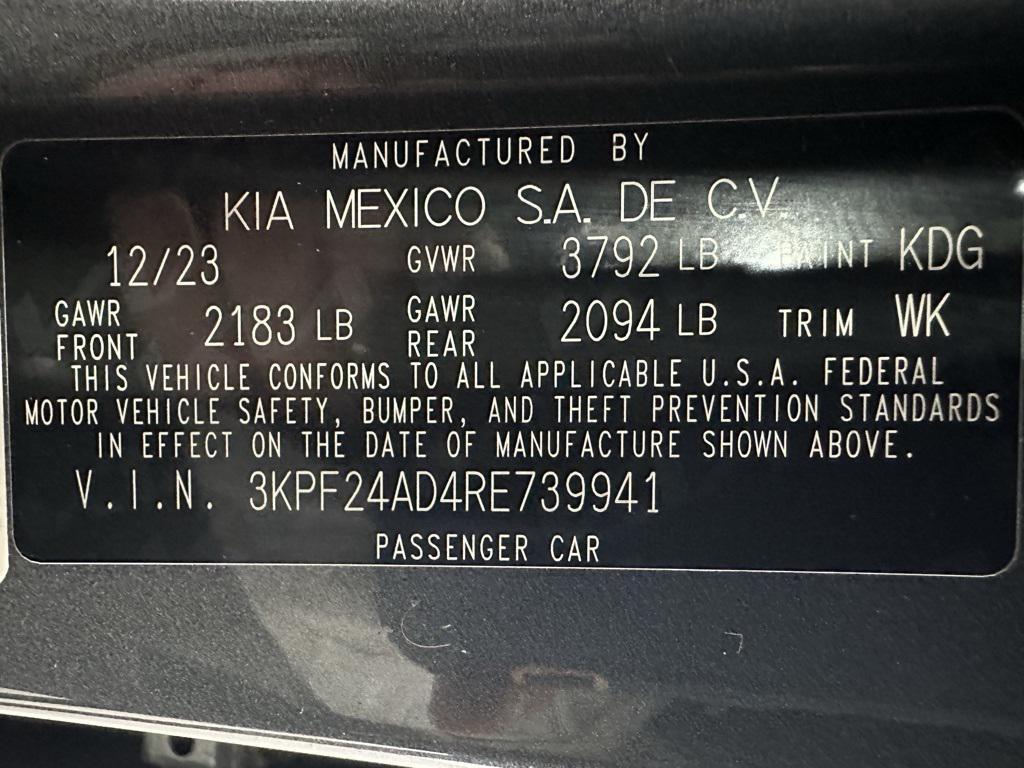 MANUFACTURED BY
KIA MEXICO S.A. DE C.V.
12/23 GVWR 3792 LB PAINT KDG
GAWR FRONT 2183 LB GAWR REAR 2094 LB TRIM WK
THIS VEHICLE CONFORMS TO ALL APPLICABLE U.S.A. FEDERAL
MOTOR VEHICLE SAFETY, BUMPER, AND THEFT PREVENTION STANDARDS
IN EFFECT ON THE DATE OF MANUFACTURE SHOWN ABOVE.
V.I.N. 3KPF24AD4RE739941
PASSENGER CAR